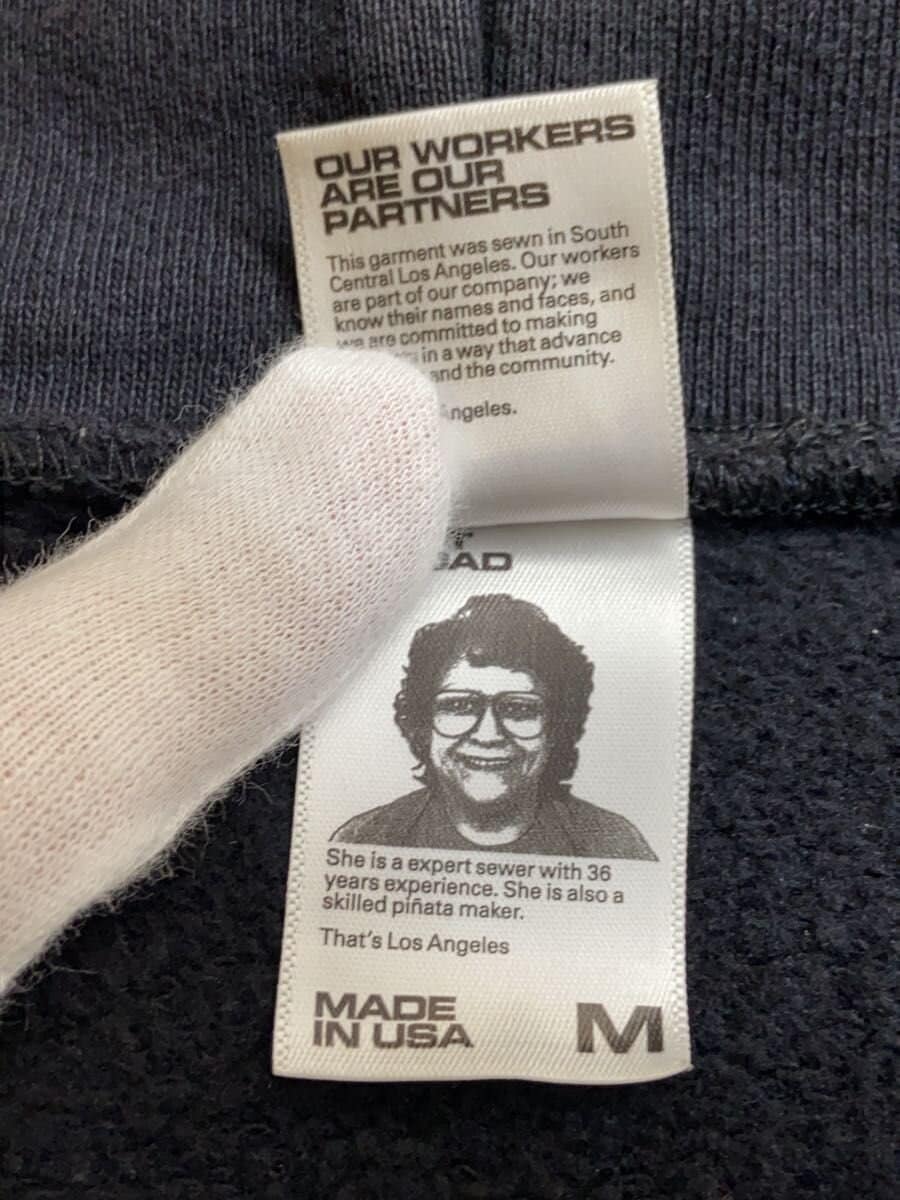 OUR WORKERS
ARE OUR
PARTNERS
This garment was sewn in South
Central Los Angeles. Our workers
are part of our company; we
know their names and faces, and
we are committed to making
in a way that advance
and the community.
Angeles.
She is a expert sewer with 36
years experience. She is also a
skilled piñata maker.
That's Los Angeles
MADE
IN USA
M